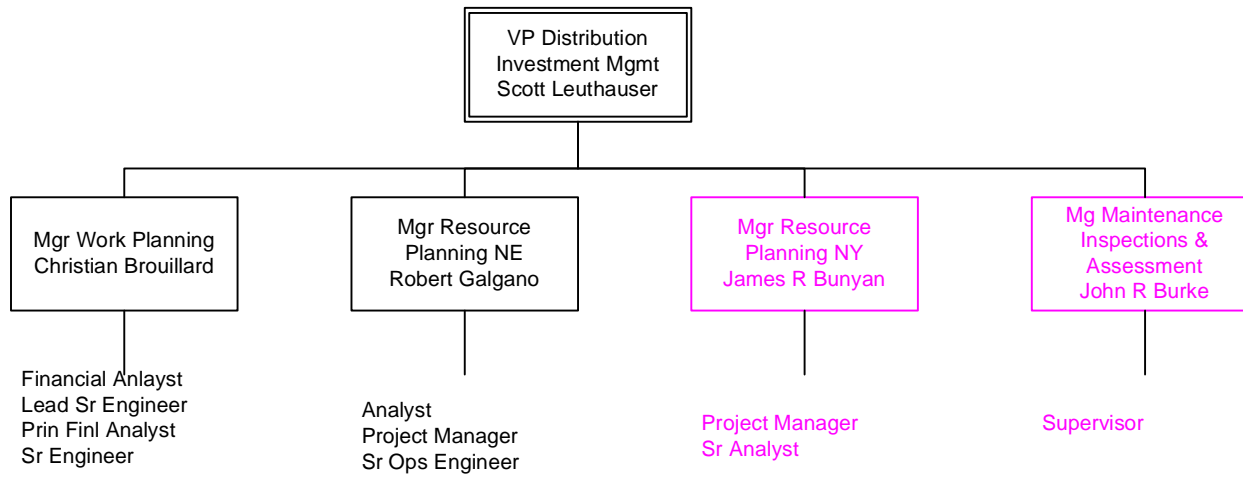 VP Distribution
Investment Mgmt
Scott Leuthauser
Mgr Work Planning
Christian Brouillard
Mgr Resource
Planning NE
Robert Galgano
Mgr Resource
Planning NY
James R Bunyan
Mg Maintenance
Inspections &
Assessment
John R Burke
Financial Anlayst
Lead Sr Engineer
Prin Finl Analyst
Sr Engineer
Analyst
Project Manager
Sr Ops Engineer
Project Manager
Sr Analyst
Supervisor